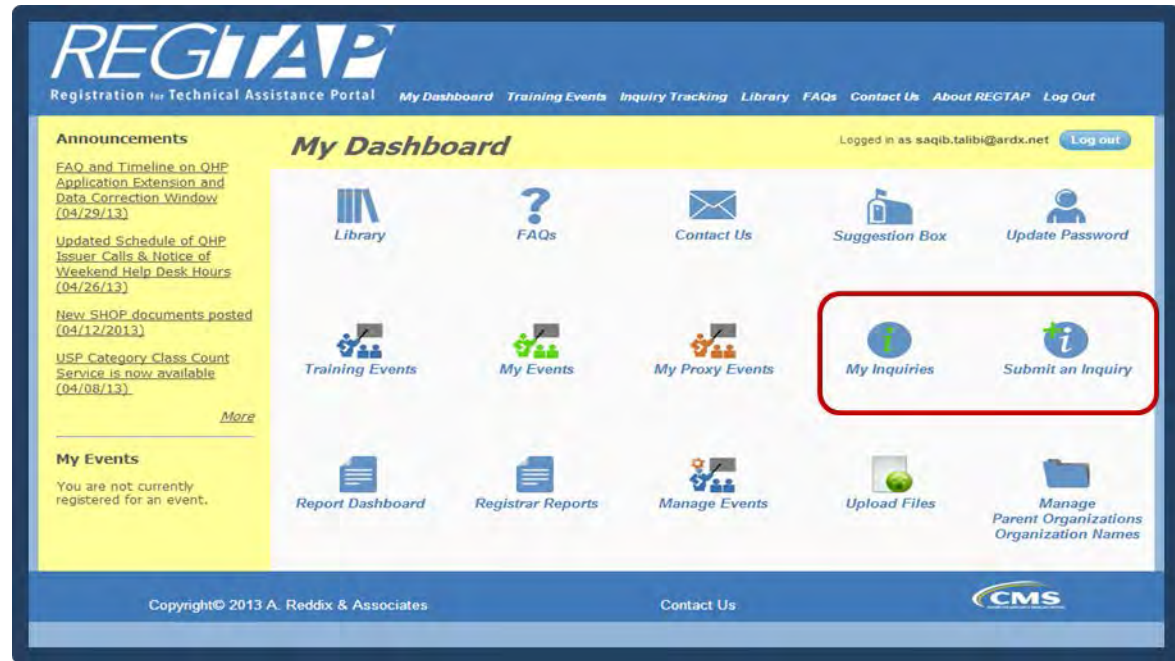 REGTAP
Registration for Technical Assistance Portal
My Dashboard Training Events Inquiry Tracking Library FAQs Contact Us About REGTAP Log Out
Announcements
FAQ and Timeline on QHP
Application Extension and
Data Correction Window
(04/29/13)
Updated Schedule of QHP
Issuer Calls & Notice of
Weekend Help Desk Hours
(04/26/13)
New SHOP documents posted
(04/12/2013)
USP Category Class Count
Service is now available
(04/08/13)
More
My Events
You are not currently
registered for an event.
My Dashboard
Logged in as saqib.talibi@ardx.net Log out
Library FAQs Contact Us Suggestion Box Update Password
Training Events My Events My Proxy Events My Inquiries Submit an Inquiry
Report Dashboard Registrar Reports Manage Events Upload Files Manage
Parent Organizations
Organization Names
Copyright© 2013 A. Reddix & Associates Contact Us CMS